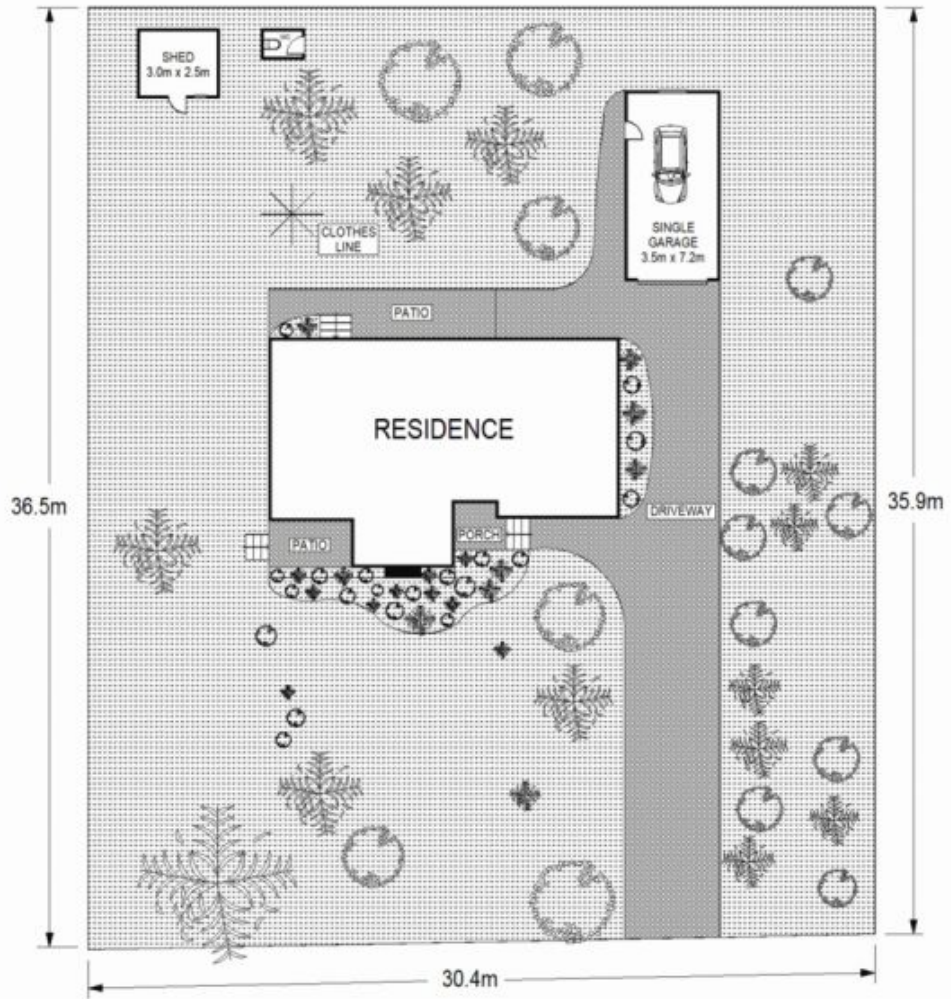 SHED
3.0m x 2.5m
WC
CLOTHES
LINE
SINGLE
GARAGE
3.5m x 7.2m
PATIO
RESIDENCE
36.5m
35.9m
DRIVEWAY
PATIO
PORCH
30.4m